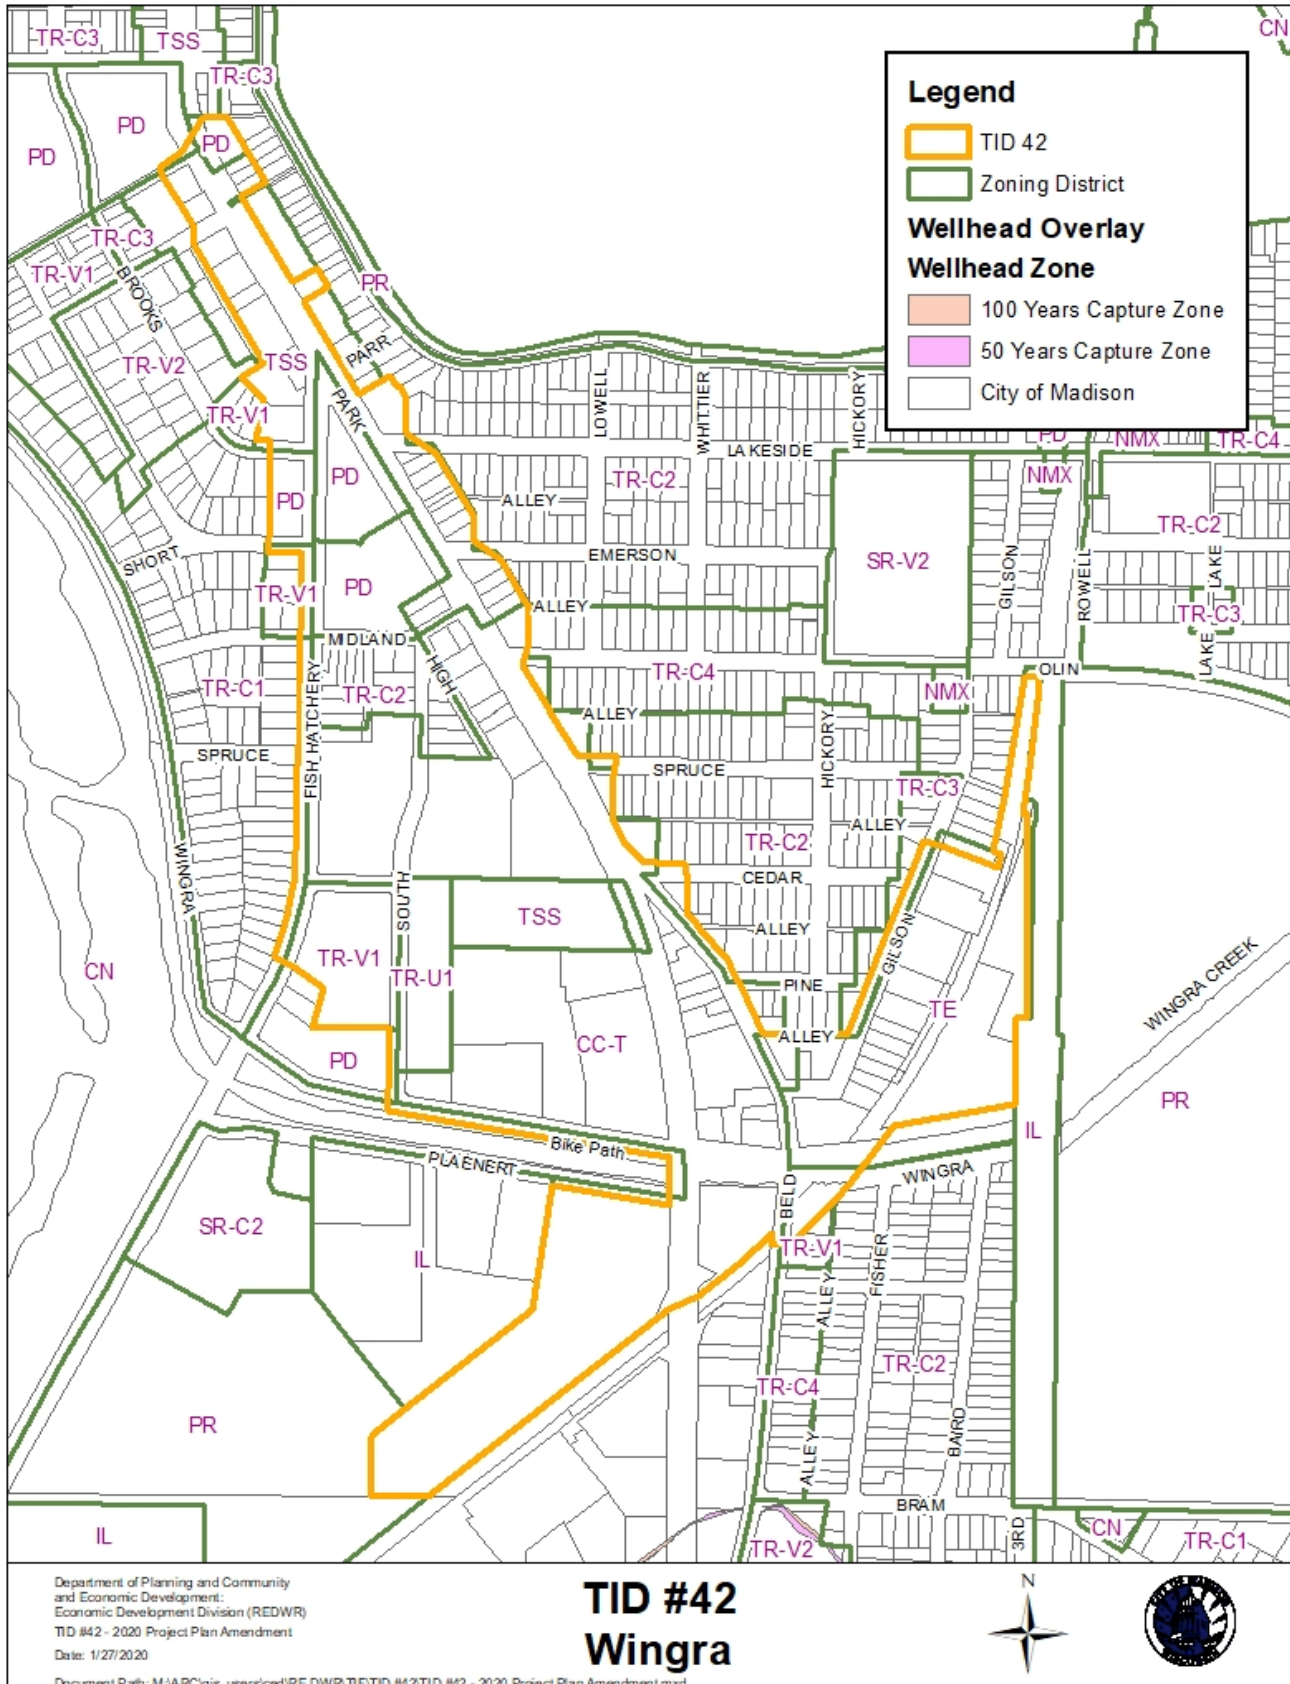 TR-C3
TSS
CN
TR-C3
PD
PD
PD
Legend
TID 42
Zoning District
Wellhead Overlay
Wellhead Zone
100 Years Capture Zone
50 Years Capture Zone
City of Madison
TR-C3
TR-V1
BROOKS
PR
TR-V2
TSS
PARR
TR-V1
PARK
LOWELL
WHITTIER
HICKORY
LAKESIDE
PD
NMX
TR-C4
PD
PD
TR-C2
NMX
ALLEY
TR-C2
SHORT
EMERSON
SR-V2
GILSON
ROWELL
LAKE
TR-V1
PD
ALLEY
TR-C3
MIDLAND
LAKE
TR-C1
FISH HATCHERY
TR-C2
HIGH
TR-C4
NMX
OLIN
ALLEY
SPRUCE
SPRUCE
HICKORY
TR-C3
ALLEY
TR-C2
WINGRA
CEDAR
SOUTH
TSS
ALLEY
GILSON
TR-V1
TR-U1
CN
PINE
WINGRA CREEK
TE
ALLEY
CC-T
PD
PR
IL
Bike Path
PLAENERT
WINGRA
BELD
SR-C2
IL
TR-V1
FISHER
ALLEY
TR-C2
TR-C4
PR
BAIRD
ALLEY
BRAM
IL
3RD
CN
TR-V2
TR-C1
Department of Planning and Community
and Economic Development:
Economic Development Division (REDWR)
TID #42 - 2020 Project Plan Amendment
Date: 1/27/2020
TID #42
Wingra
N